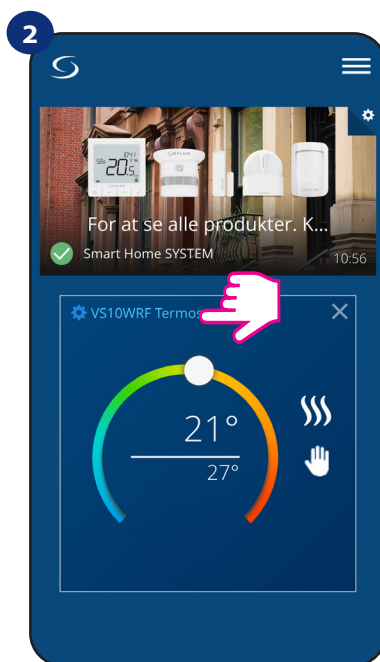 2
For at se alle produkter. K...
Smart Home SYSTEM
10:56
VS10WRF Termos
21°
27°